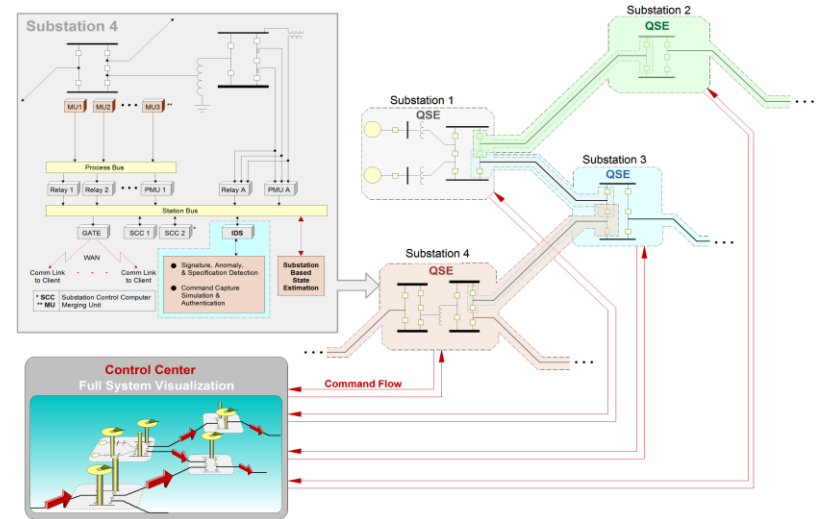 Substation 4
MU1
MU2
MU3
**
Process Bus
Relay 1
Relay 2
PMU 1
Relay A
PMU A
Station Bus
GATE
SCC 1
SCC 2
*
IDS
WAN
Comm Link
to Client
Comm Link
to Client
Signature, Anomaly,
& Specification Detection
Command Capture
Simulation &
Authentication
Substation
Based
State
Estimation
* SCC Substation Control Computer
** MU Merging Unit
Substation 2
QSE
Substation 1
QSE
Substation 3
QSE
Substation 4
QSE
Control Center
Full System Visualization
Command Flow